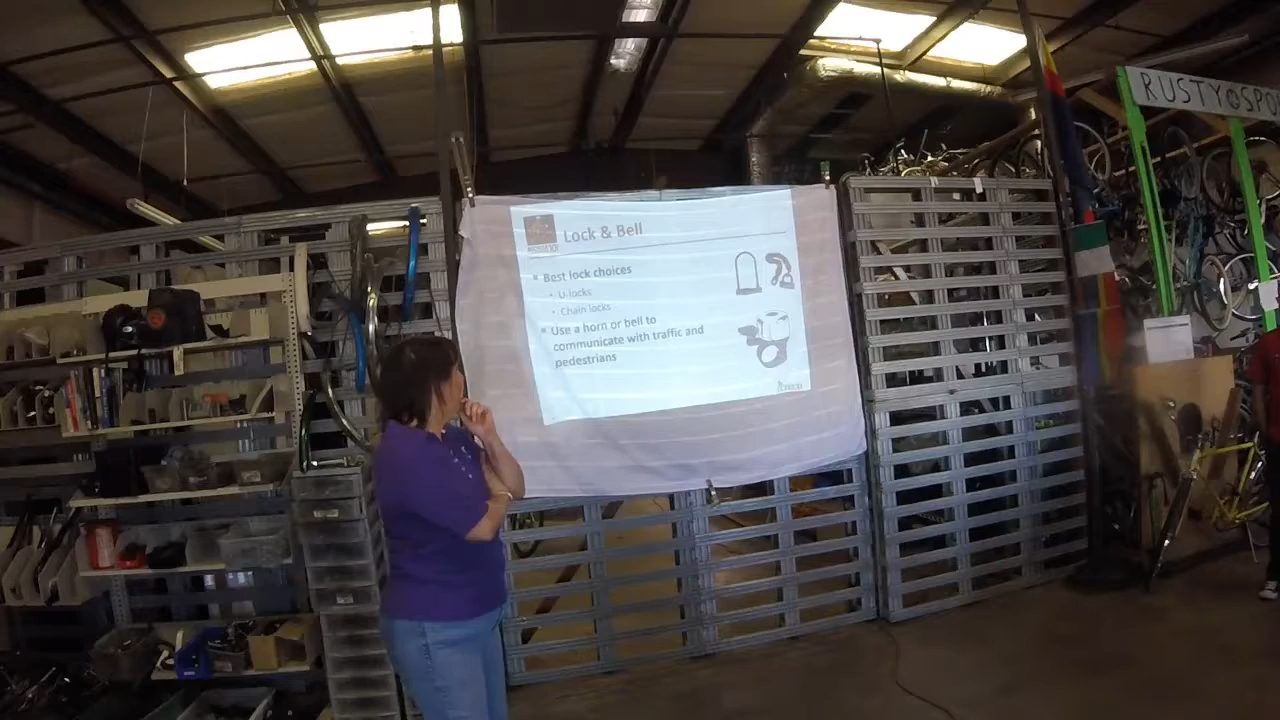 Lock & Bell
Best lock choices
U-locks
Chain locks
Use a horn or bell to
communicate with traffic and
pedestrians
RUSTY SPO